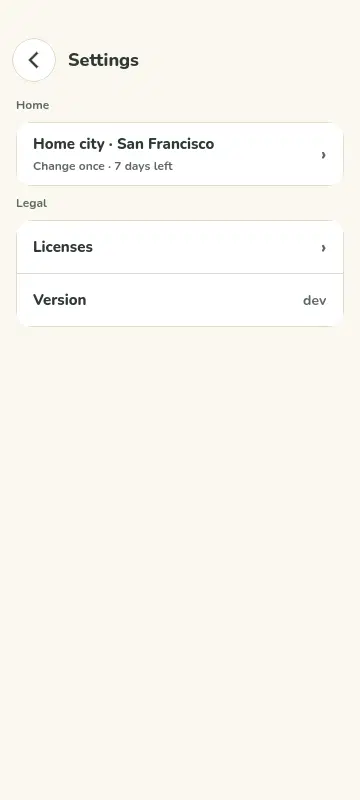 Settings
Home
Home city · San Francisco
Change once · 7 days left
Legal
Licenses
Version
dev